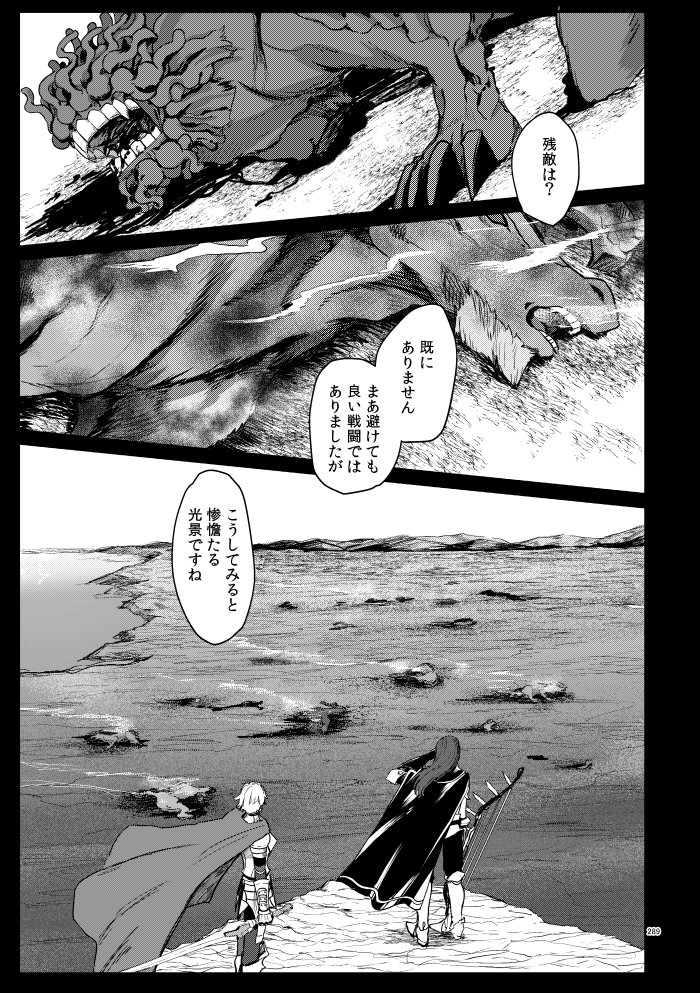 残敵は？
既に
ありません
まあ避けても
良い戦闘では
ありましたが
こうしてみると
惨憺たる
光景ですね
289